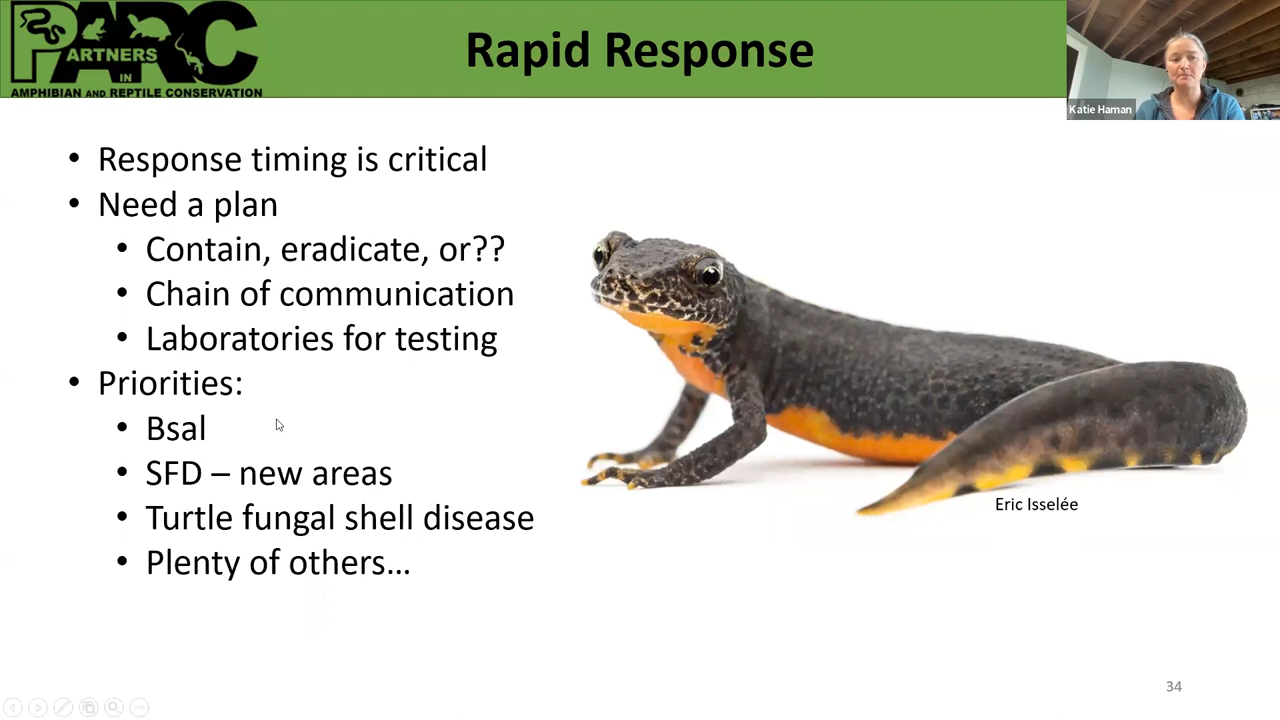 PARC
PARTNERS
IN
AMPHIBIAN AND REPTILE CONSERVATION
Rapid Response
Katie Haman
• Response timing is critical
• Need a plan
• Contain, eradicate, or??
• Chain of communication
• Laboratories for testing
• Priorities:
• Bsal
• SFD – new areas
• Turtle fungal shell disease
• Plenty of others…
Eric Isselée
34